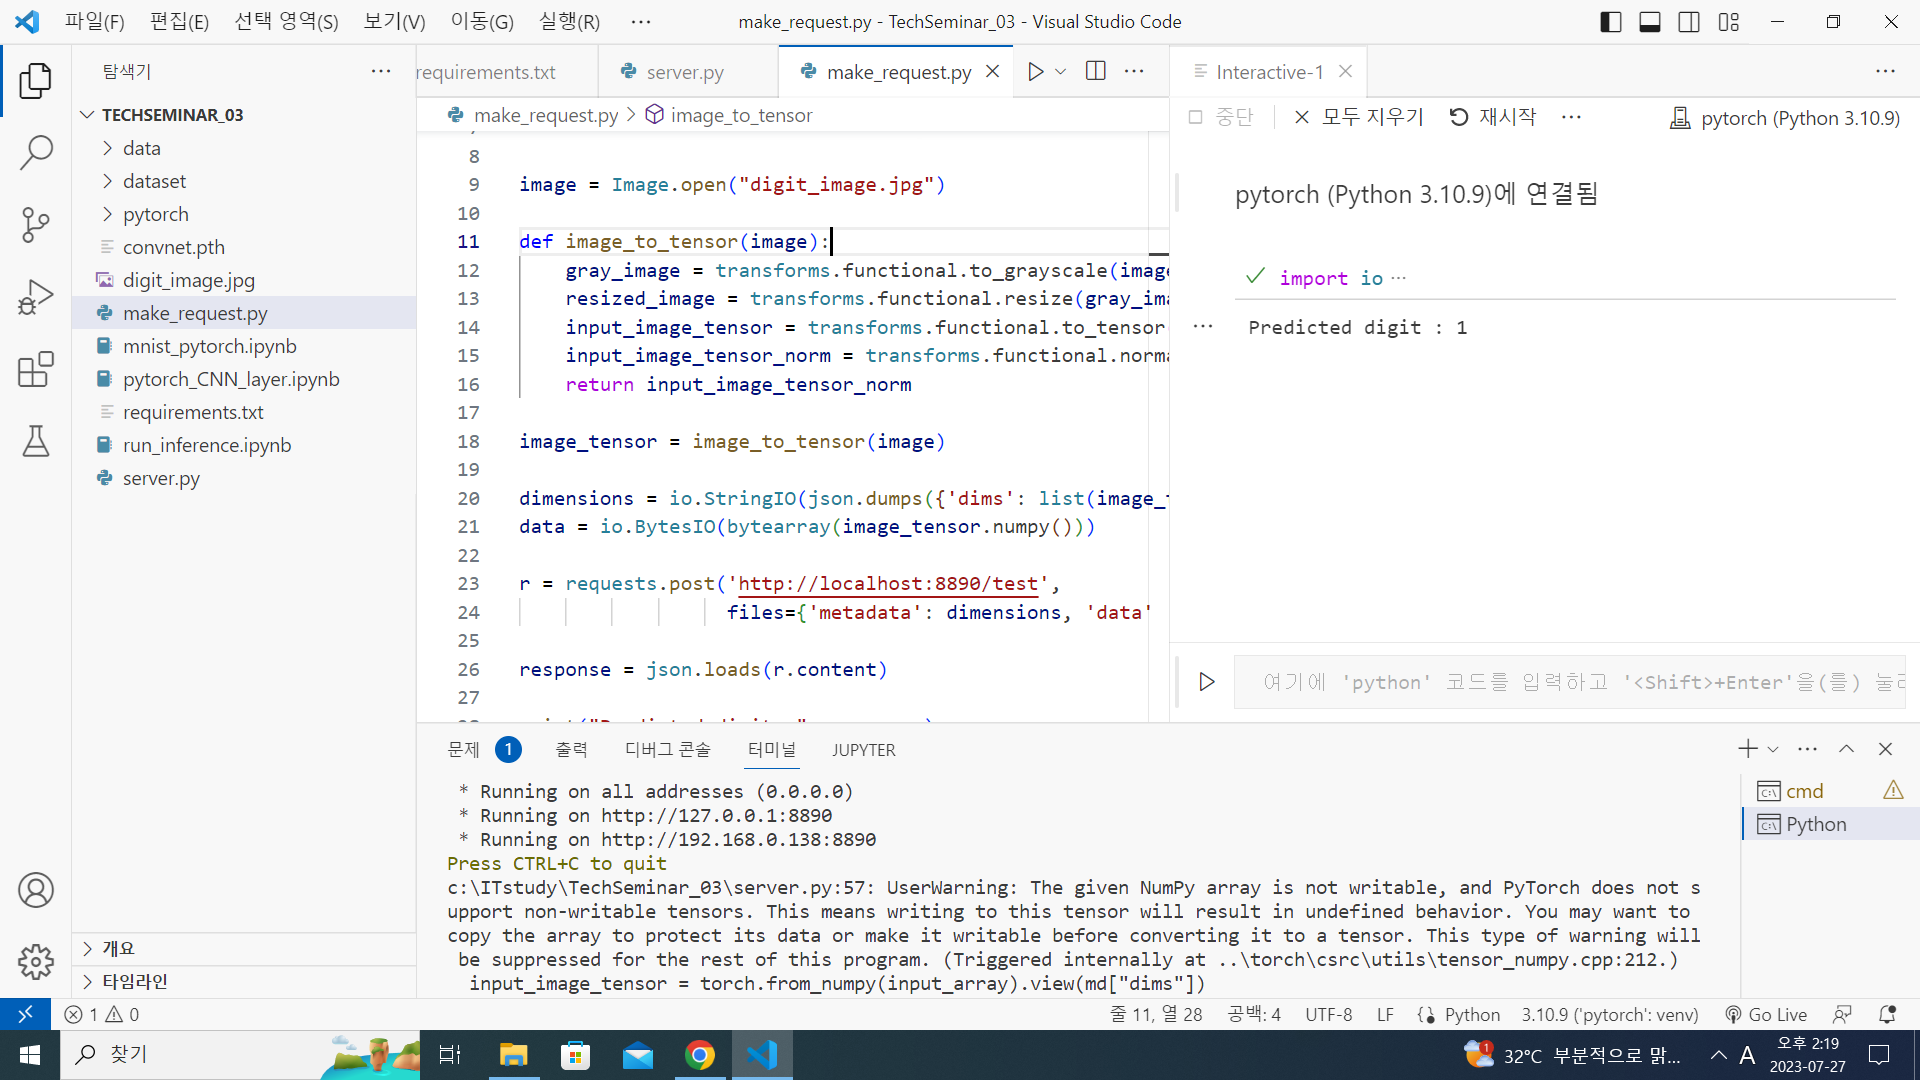 파일(F) 편집(E) 선택 영역(S) 보기(V) 이동(G) 실행(R) ···
make_request.py - TechSeminar_03 - Visual Studio Code
탐색기
TECHSEMINAR_03
data
dataset
pytorch
convnet.pth
digit_image.jpg
make_request.py
mnist_pytorch.ipynb
pytorch_CNN_layer.ipynb
requirements.txt
run_inference.ipynb
server.py
개요
타임라인
requirements.txt server.py make_request.py
make_request.py > image_to_tensor
8
9 image = Image.open("digit_image.jpg")
10
11 def image_to_tensor(image):
12 gray_image = transforms.functional.to_grayscale(image
13 resized_image = transforms.functional.resize(gray_ima
14 input_image_tensor = transforms.functional.to_tensor(
15 input_image_tensor_norm = transforms.functional.norma
16 return input_image_tensor_norm
17
18 image_tensor = image_to_tensor(image)
19
20 dimensions = io.StringIO(json.dumps({'dims': list(image_t
21 data = io.BytesIO(bytearray(image_tensor.numpy()))
22
23 r = requests.post('http://localhost:8890/test',
24 files={'metadata': dimensions, 'data'
25
26 response = json.loads(r.content)
27
Interactive-1
중단 모두 지우기 재시작 ··· pytorch (Python 3.10.9)
pytorch (Python 3.10.9)에 연결됨
import io ···
Predicted digit : 1
여기에 'python' 코드를 입력하고 '<Shift>+Enter'을(를)
문제 1 출력 디버그 콘솔 터미널 JUPYTER
* Running on all addresses (0.0.0.0)
* Running on http://127.0.0.1:8890
* Running on http://192.168.0.138:8890
Press CTRL+C to quit
c:\ITstudy\TechSeminar_03\server.py:57: UserWarning: The given NumPy array is not writable, and PyTorch does not s
upport non-writable tensors. This means writing to this tensor will result in undefined behavior. You may want to
copy the array to protect its data or make it writable before converting it to a tensor. This type of warning will
be suppressed for the rest of this program. (Triggered internally at ..\torch\csrc\utils\tensor_numpy.cpp:212.)
input_image_tensor = torch.from_numpy(input_array).view(md["dims"])
cmd
Python
1 0 줄 11, 열 28 공백: 4 UTF-8 LF Python 3.10.9 ('pytorch': venv) Go Live
찾기 1 32°C 부분적으로 맑... A 오후 2:19
2023-07-27